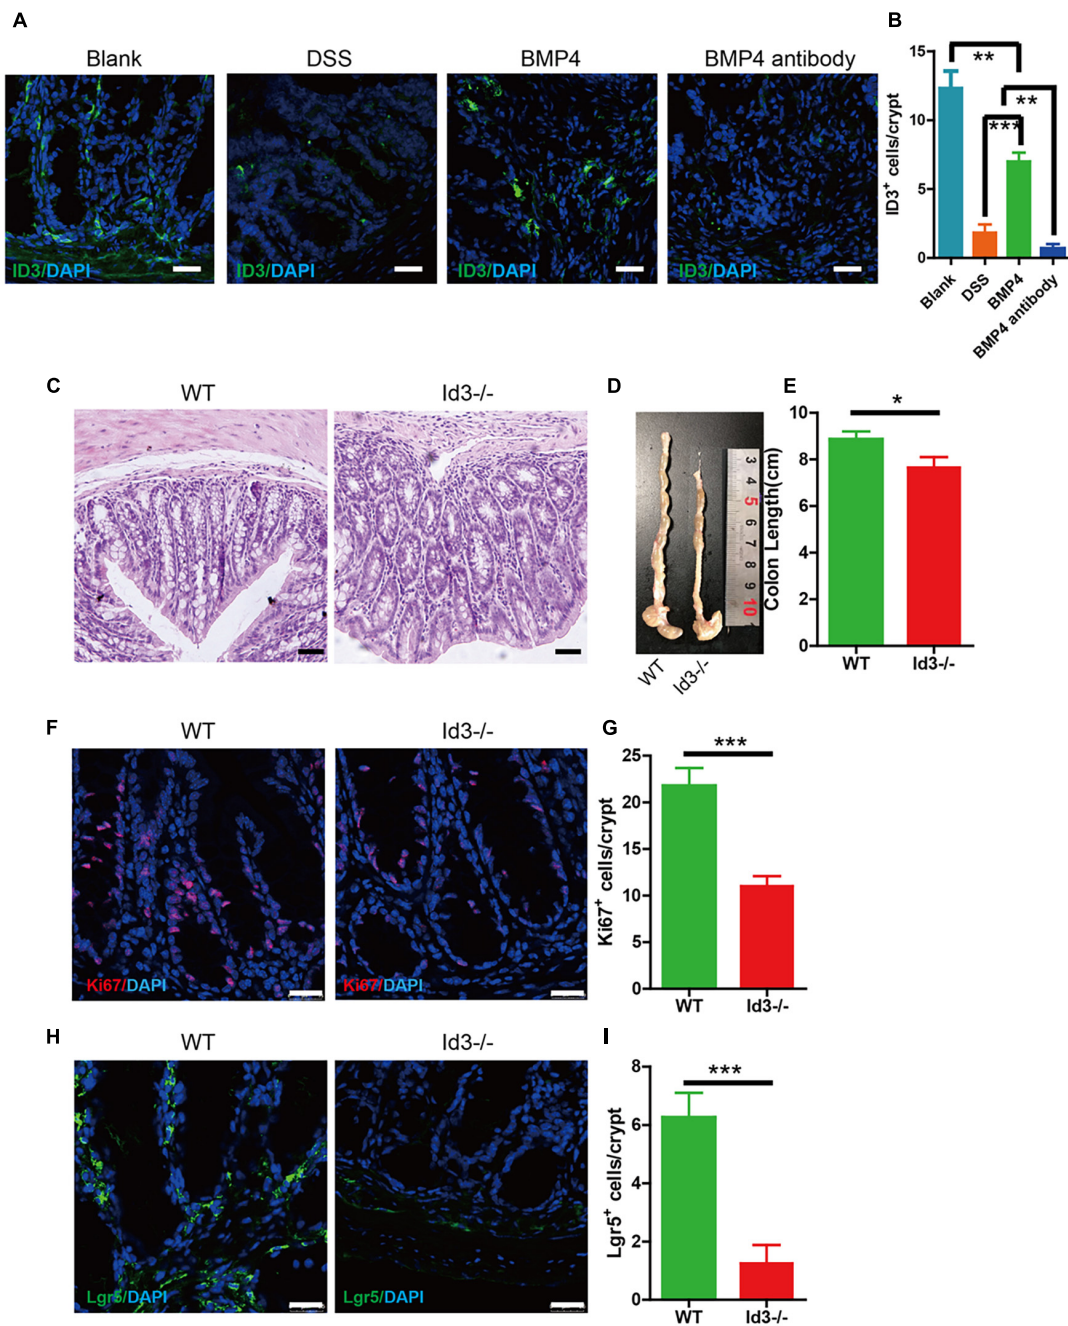 A
Blank
DSS
BMP4
BMP4 antibody
ID3/DAPI
ID3/DAPI
ID3/DAPI
ID3/DAPI
B
ID3+ cells/crypt
15
10
5
0
**
**
***
Blank
DSS
BMP4
BMP4 antibody
C
WT
Id3-/-
D
3
4
5
6
7
8
9
10
WT
Id3-/-
E
Colon Length(cm)
10
8
6
4
2
0
*
WT
Id3-/-
F
WT
Id3-/-
Ki67/DAPI
Ki67/DAPI
G
Ki67+ cells/crypt
25
20
15
10
5
0
***
WT
Id3-/-
H
WT
Id3-/-
Lgr5/DAPI
Lgr5/DAPI
I
Lgr5+ cells/crypt
8
6
4
2
0
***
WT
Id3-/-